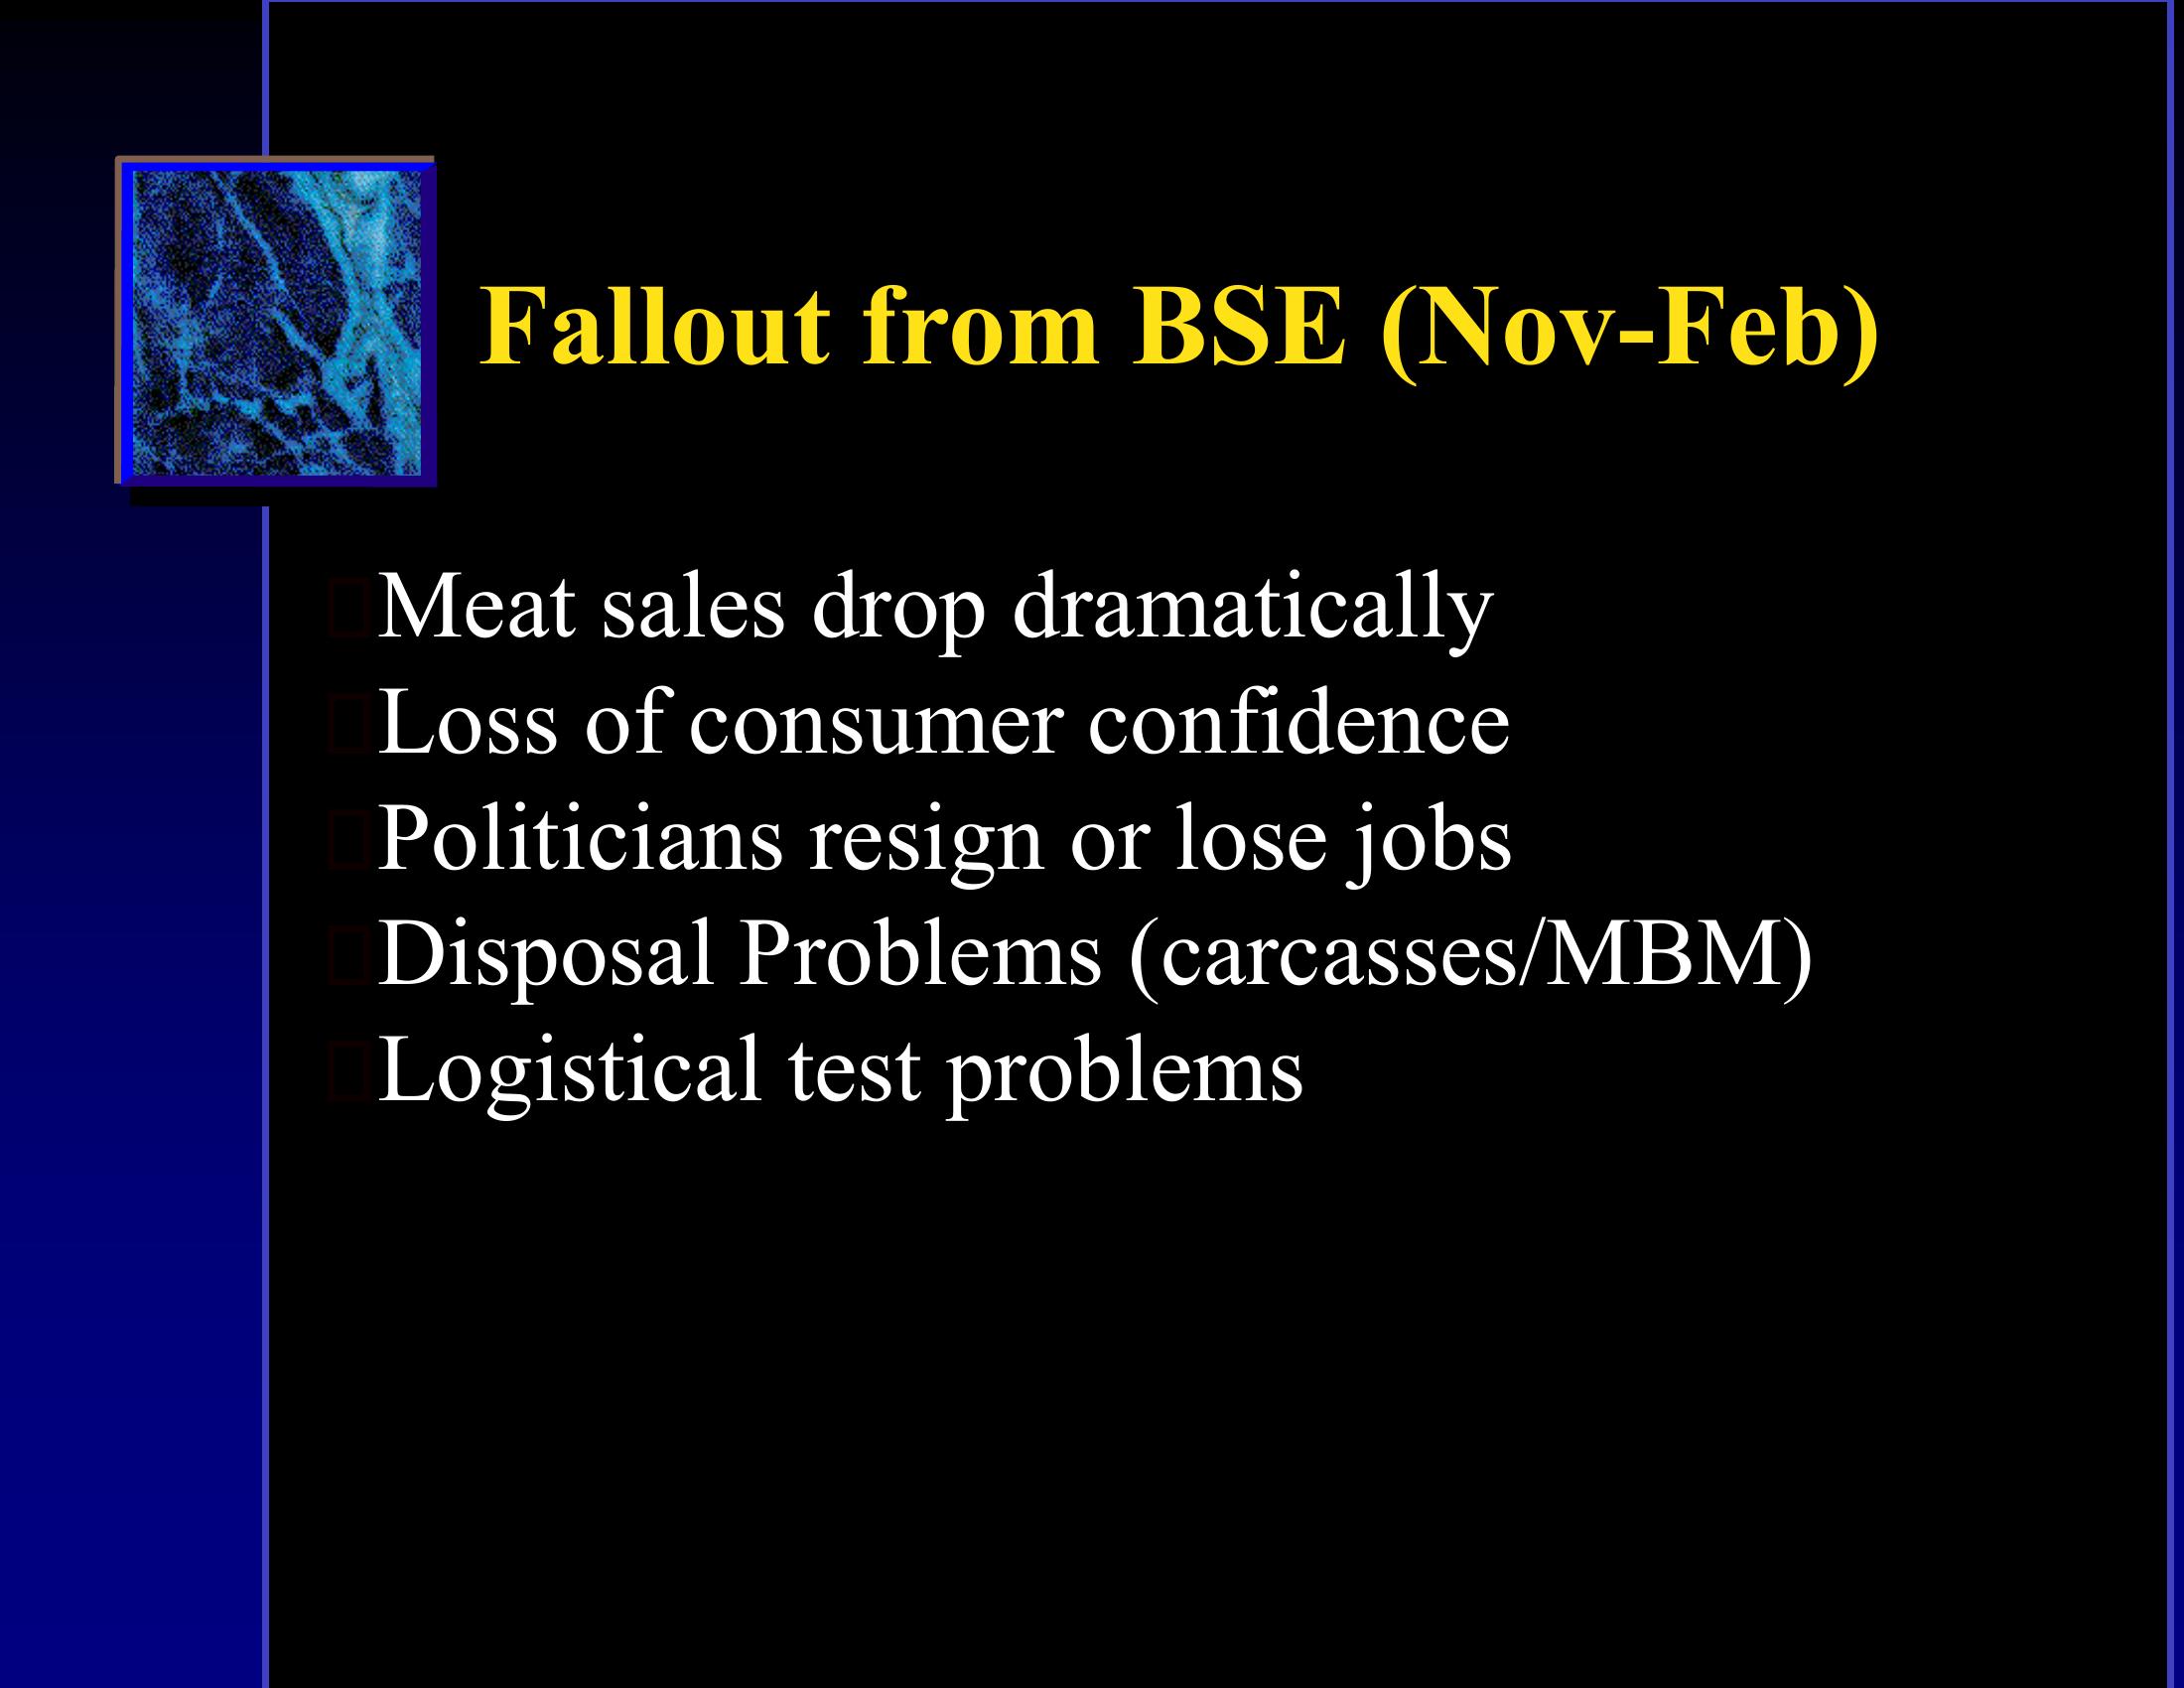 Fallout from BSE (Nov-Feb)
Meat sales drop dramatically
Loss of consumer confidence
Politicians resign or lose jobs
Disposal Problems (carcasses/MBM)
Logistical test problems